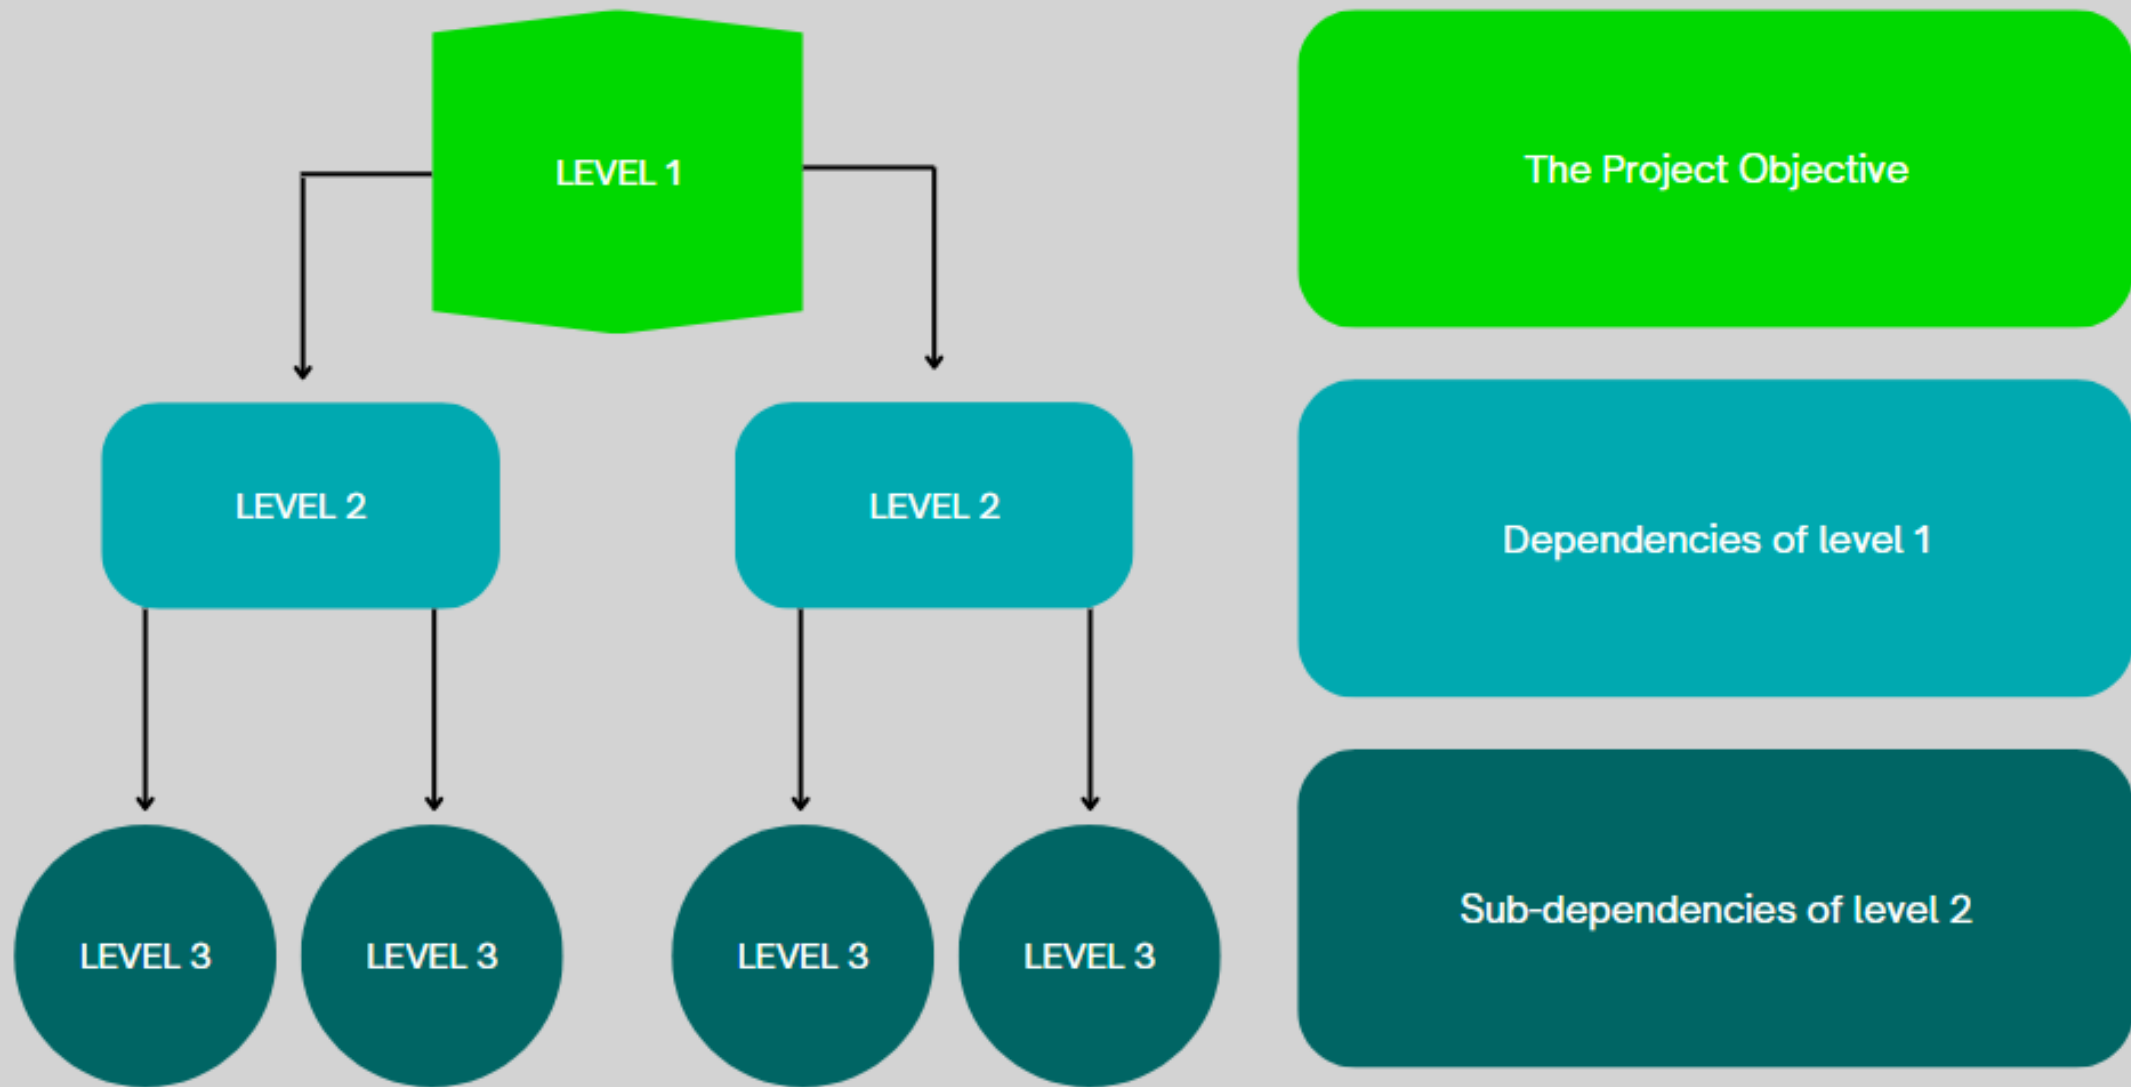 LEVEL 1
The Project Objective
LEVEL 2
LEVEL 2
Dependencies of level 1
LEVEL 3
LEVEL 3
LEVEL 3
LEVEL 3
Sub-dependencies of level 2